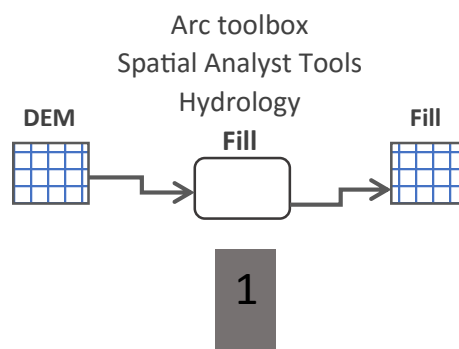 Arc toolbox
Spatial Analyst Tools
Hydrology
DEM Fill Fill
1